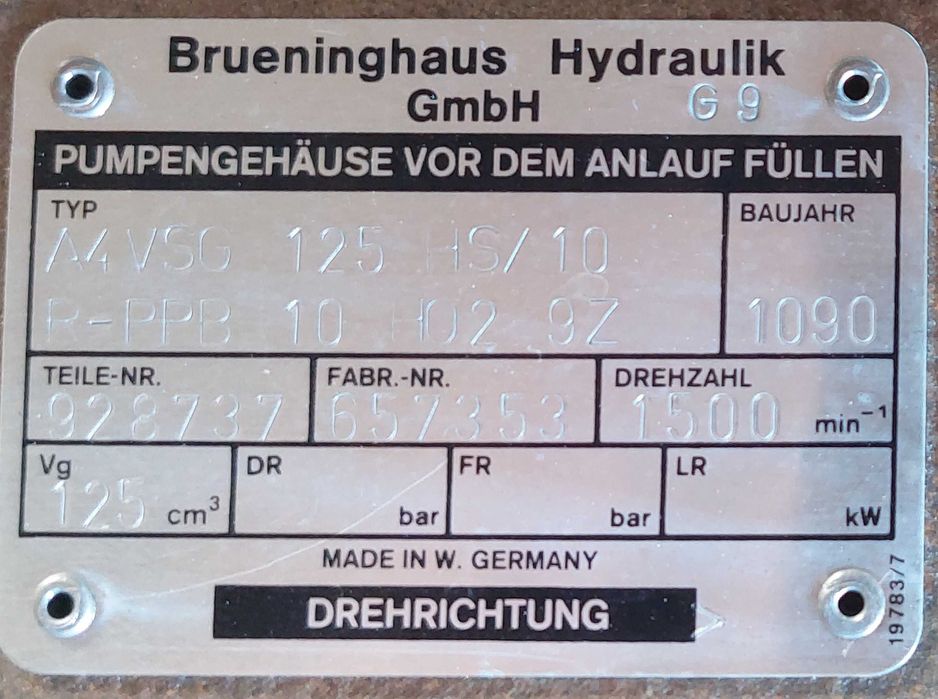 Brueninghaus Hydraulik
GmbH G 9
PUMPENGEHÄUSE VOR DEM ANLAUF FÜLLEN
TYP
A4VSG 125 HS/10
R-PPB 10 H02 9Z
BAUJAHR
1090
TEILE-NR.
928737
FABR.-NR.
657353
DREHZAHL
1500 min⁻¹
Vg
125 cm³
DR
bar
FR
bar
LR
kW
MADE IN W. GERMANY
DREHRICHTUNG
19783/7